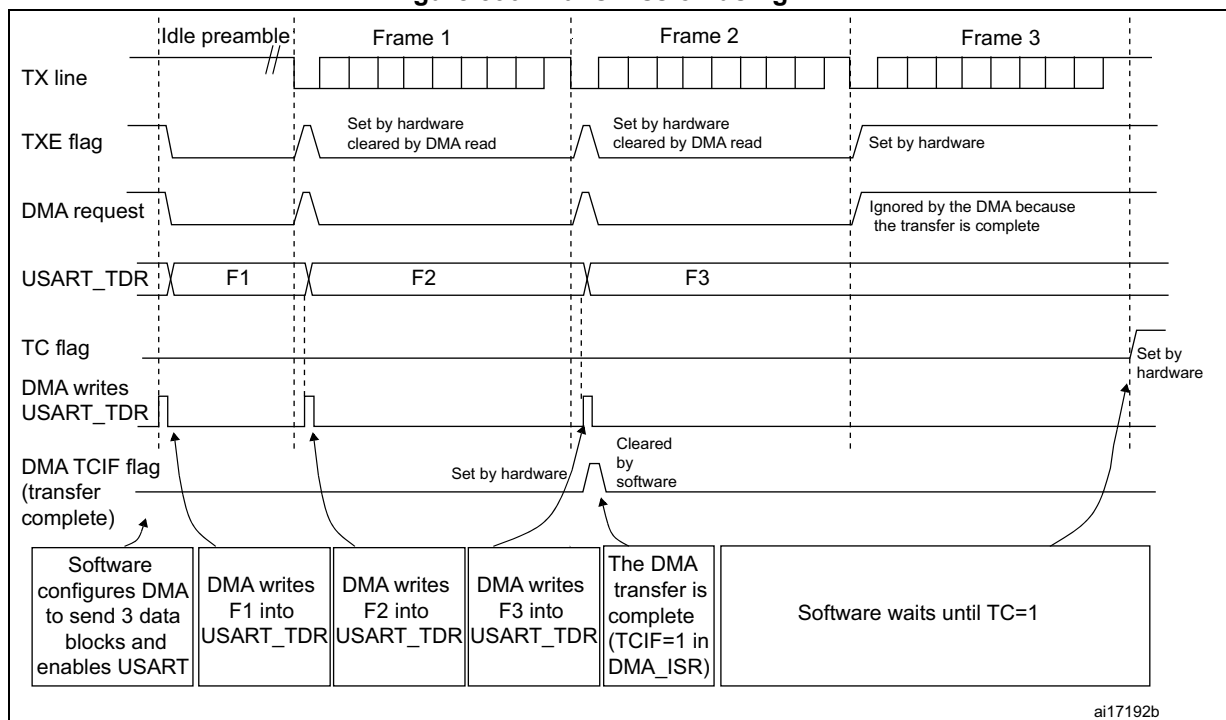 Idle preamble
Frame 1
Frame 2
Frame 3
TX line
TXE flag
Set by hardware
cleared by DMA read
Set by hardware
cleared by DMA read
Set by hardware
DMA request
Ignored by the DMA because
the transfer is complete
USART_TDR
F1
F2
F3
TC flag
Set by
hardware
DMA writes
USART_TDR
DMA TCIF flag
(transfer
complete)
Set by hardware
Cleared
by
software
Software
configures DMA
to send 3 data
blocks and
enables USART
DMA writes
F1 into
USART_TDR
DMA writes
F2 into
USART_TDR
DMA writes
F3 into
USART_TDR
The DMA
transfer is
complete
(TCIF=1 in
DMA_ISR)
Software waits until TC=1
ai17192b